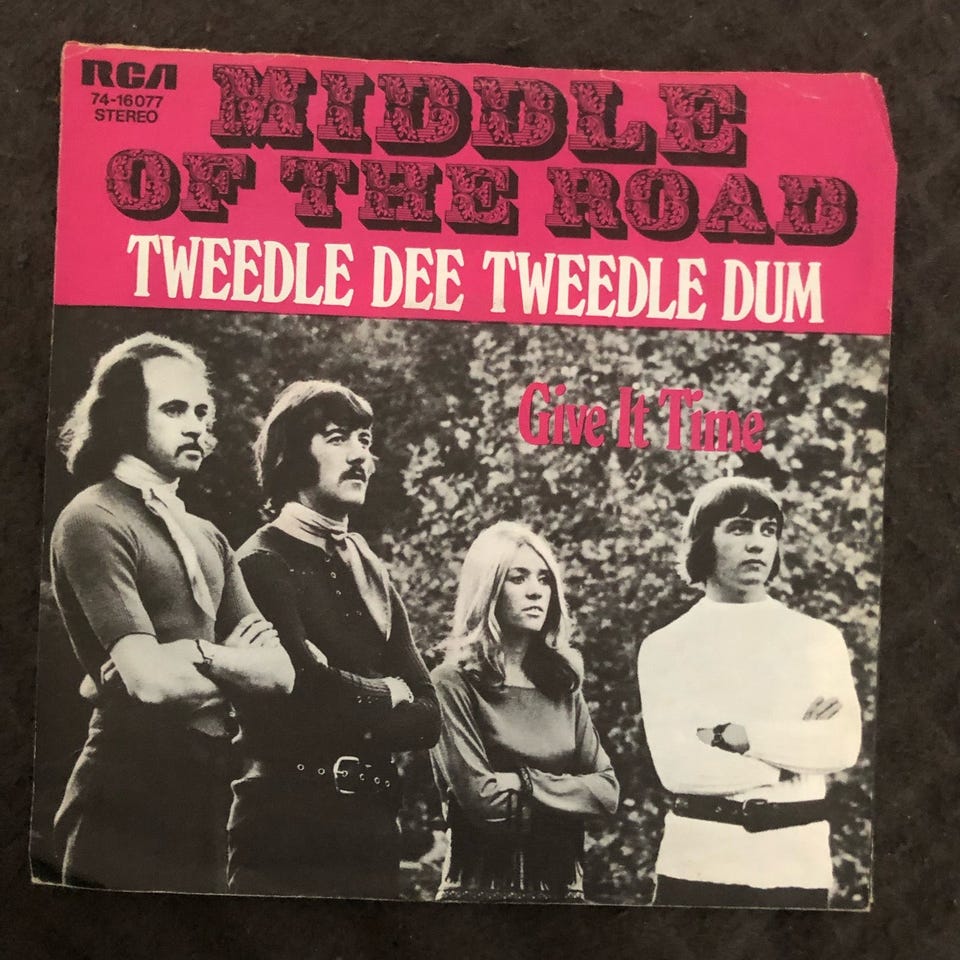 RCA
74-16077
STEREO
MIDDLE
OF THE ROAD
TWEEDLE DEE TWEEDLE DUM
Give It Time